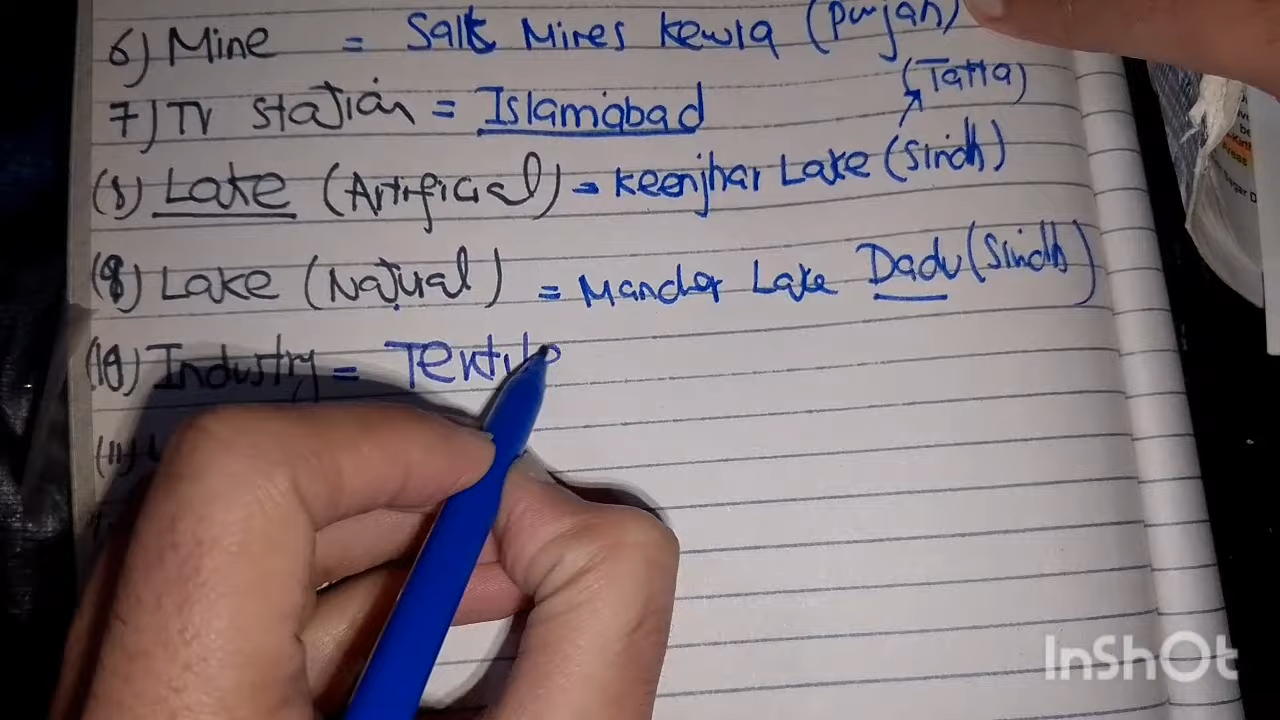 6) Mine = Salt Mines Kewra (Punjab)
7) TV station = Islamabad
(Tatta)
(8) Lake (Artificial) = Keenjhar Lake (Sindh)
(9) Lake (Natural) = Manchar Lake Dadu (Sindh)
(10) Industry = Textile
(11)
InShOt